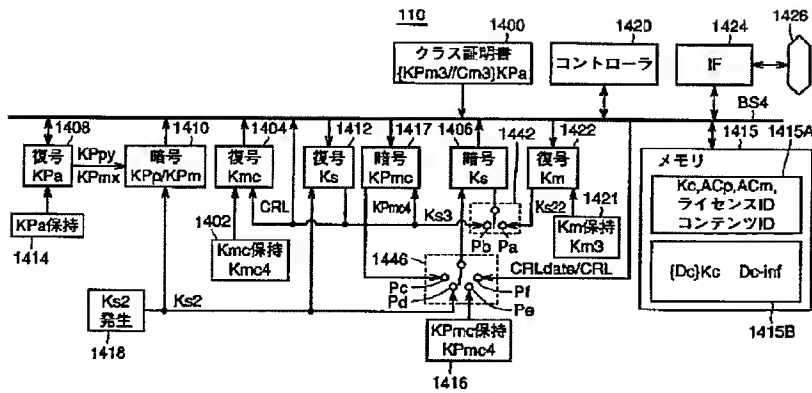 110
1400
クラス証明書
{KPm3//Cm3}KPa
1420
コントローラ
1424
IF
1426
BS4
1408
復号
KPa
KPpy
KPmx
1410
暗号
KPp/KPm
1404
復号
Kmc
1412
復号
Ks
1417
暗号
KPmc
1406
暗号
Ks
1442
1422
復号
Km
1415
1415A
メモリ
Kc,ACp,ACm,
ライセンスID
コンテンツID
{Dc}Kc Dc-inf
1415B
KPa保持
1414
CRL
1402
Kmc保持
Kmc4
KPmc4
Ks3
Pb
Pa
Ks22
1421
Km保持
Km3
1446
Pc
Pd
Pf
Pe
CRLdate/CRL
Ks2
発生
1418
Ks2
KPmc保持
KPmc4
1416